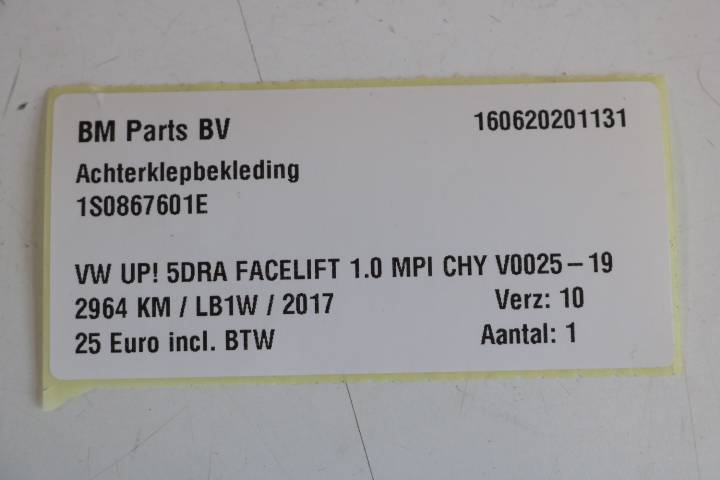 BM Parts BV 160620201131
Achterklepbekleding
1S0867601E
VW UP! 5DRA FACELIFT 1.0 MPI CHY V0025-19
2964 KM / LB1W / 2017 Verz: 10
25 Euro incl. BTW Aantal: 1